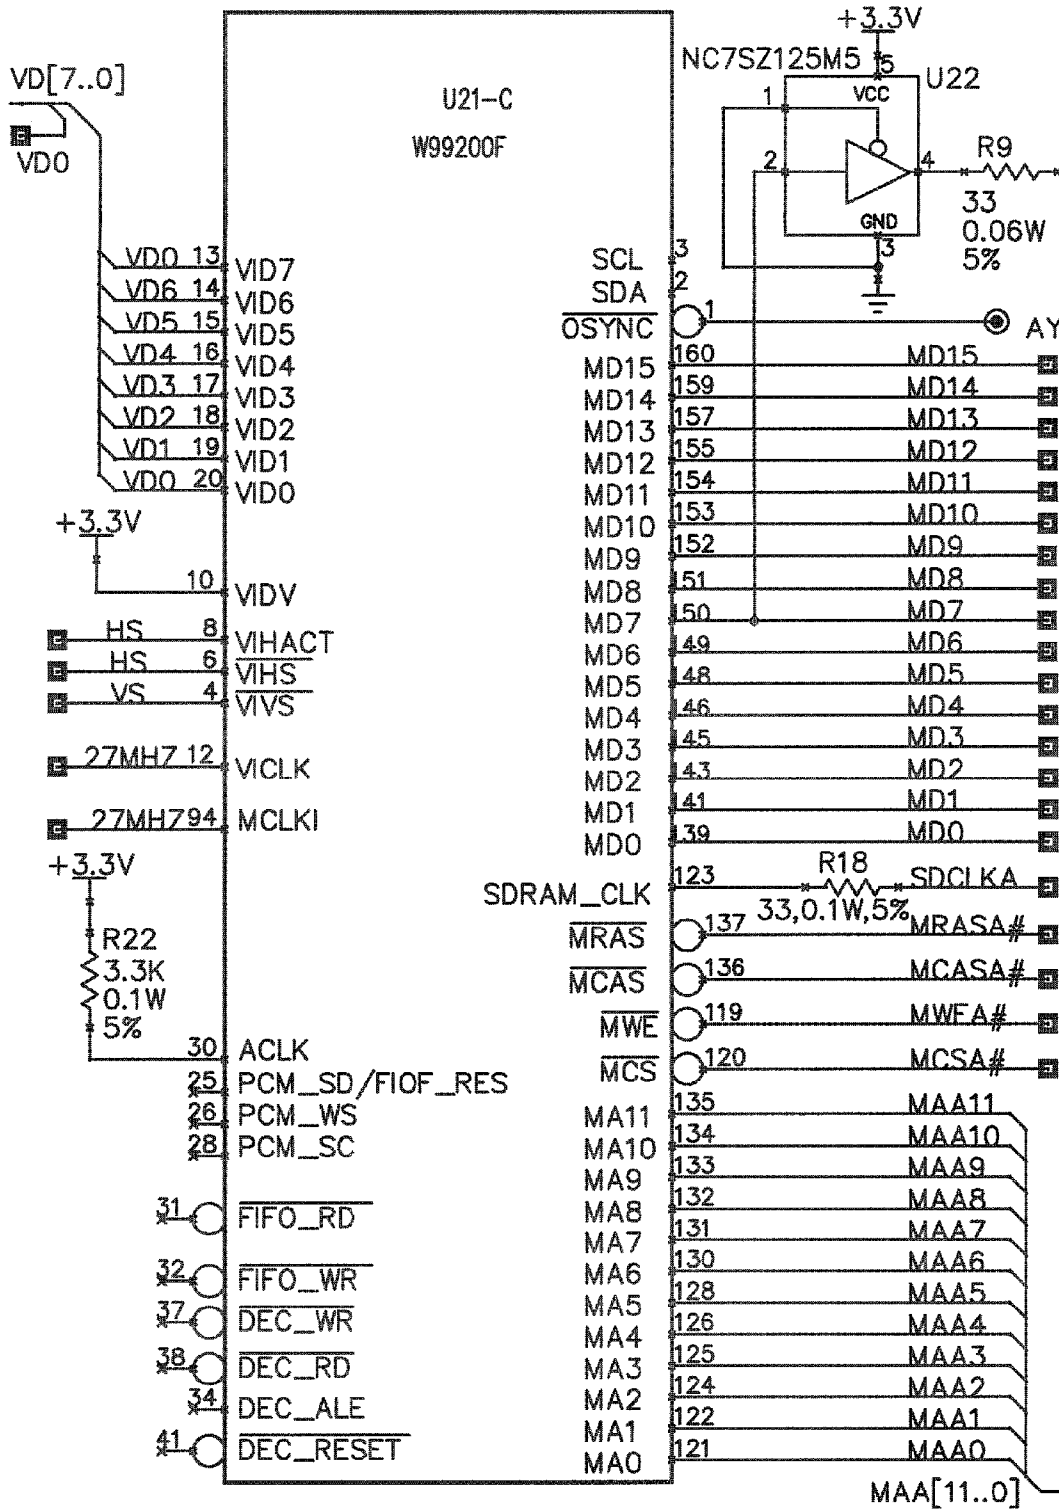 +3.3V
NC7SZ125M5
5
U22
VCC
1
2
4
GND
3
R9
33
0.06W
5%
VD[7..0]
VD0
U21-C
W99200F
VD0 13 VID7
VD6 14 VID6
VD5 15 VID5
VD4 16 VID4
VD3 17 VID3
VD2 18 VID2
VD1 19 VID1
VD0 20 VID0
+3.3V
10 VIDV
HS 8 VIHACT
HS 6 VIHS
VS 4 VIVS
27MH7 12 VICLK
27MH7 94 MCLKI
+3.3V
R22
3.3K
0.1W
5%
30 ACLK
25 PCM_SD/FIOF_RES
26 PCM_WS
28 PCM_SC
31 FIFO_RD
32 FIFO_WR
37 DEC_WR
38 DEC_RD
34 DEC_ALE
41 DEC_RESET
SCL 3
SDA 2
OSYNC 1 AY
MD15 160 MD15
MD14 159 MD14
MD13 157 MD13
MD12 155 MD12
MD11 154 MD11
MD10 153 MD10
MD9 152 MD9
MD8 151 MD8
MD7 150 MD7
MD6 149 MD6
MD5 148 MD5
MD4 146 MD4
MD3 145 MD3
MD2 143 MD2
MD1 141 MD1
MD0 139 MD0
R18
SDRAM_CLK 123 SDCLKA
33,0.1W,5%
MRAS 137 MRASA#
MCAS 136 MCASA#
MWE 119 MWEA#
MCS 120 MCSA#
MA11 135 MAA11
MA10 134 MAA10
MA9 133 MAA9
MA8 132 MAA8
MA7 131 MAA7
MA6 130 MAA6
MA5 128 MAA5
MA4 126 MAA4
MA3 125 MAA3
MA2 124 MAA2
MA1 122 MAA1
MA0 121 MAA0
MAA[11..0]